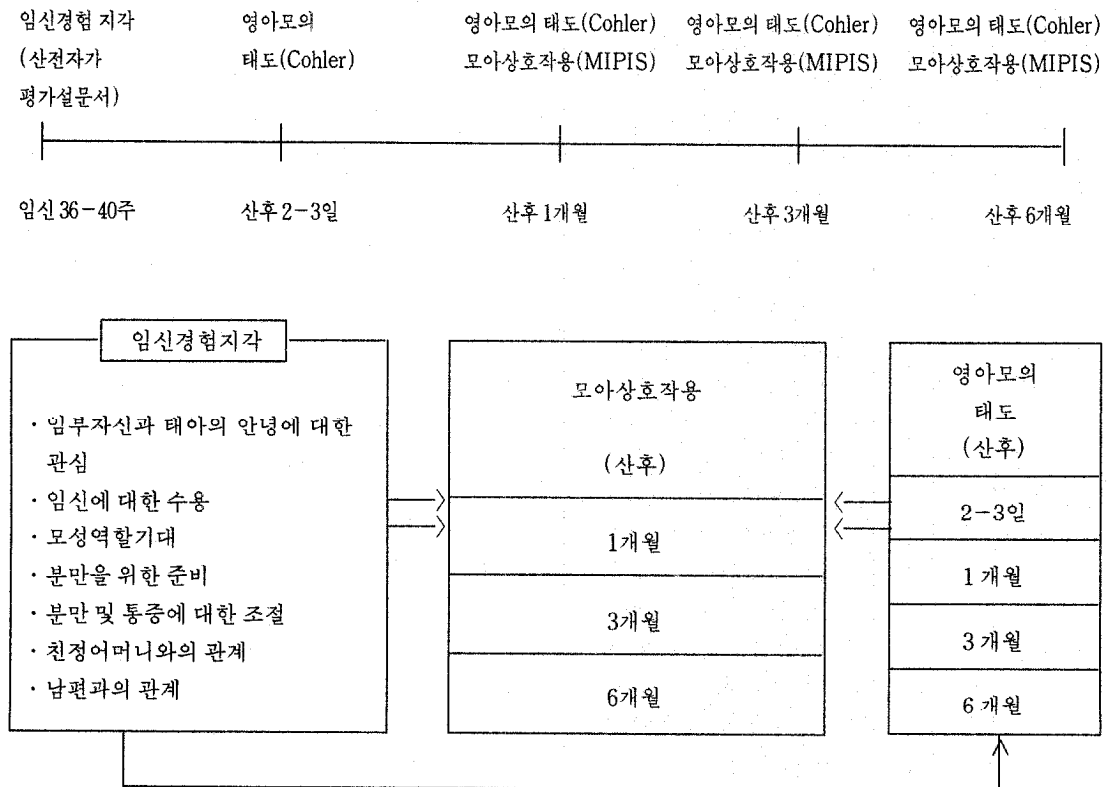 임신경험 지각
(산전자가
평가설문서)
영아모의
태도(Cohler)
영아모의 태도(Cohler)
모아상호작용(MIPIS)
영아모의 태도(Cohler)
모아상호작용(MIPIS)
영아모의 태도(Cohler)
모아상호작용(MIPIS)
임신 36-40주
산후 2-3일
산후 1개월
산후 3개월
산후 6개월
임신경험지각
· 임부자신과 태아의 안녕에 대한
관심
· 임신에 대한 수용
· 모성역할기대
· 분만을 위한 준비
· 분만 및 통증에 대한 조절
· 친정어머니와의 관계
· 남편과의 관계
모아상호작용
(산후)
1개월
3개월
6개월
영아모의
태도
(산후)
2-3일
1 개월
3 개월
6 개월